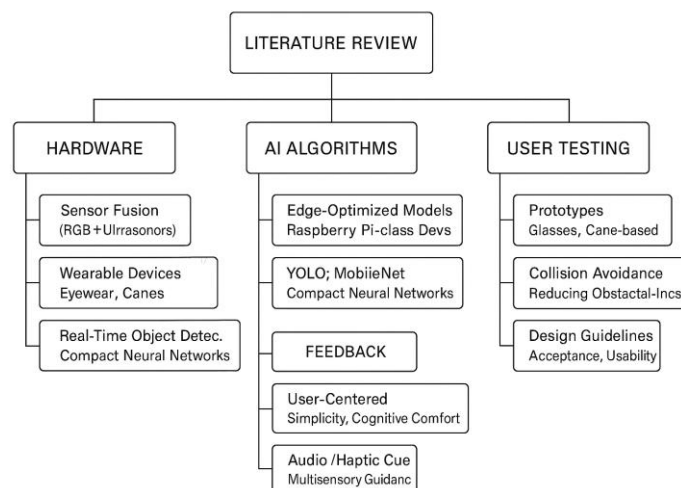 LITERATURE REVIEW
HARDWARE
Sensor Fusion
(RGB+Ulrrasonors)
Wearable Devices
Eyewear, Canes
Real-Time Object Detec.
Compact Neural Networks
AI ALGORITHMS
Edge-Optimized Models
Raspberry Pi-class Devs
YOLO; MobiieNet
Compact Neural Networks
FEEDBACK
User-Centered
Simplicity, Cognitive Comfort
Audio /Haptic Cue
Multisensory Guidanc
USER TESTING
Prototypes
Glasses, Cane-based
Collision Avoidance
Reducing Obstactal-Incs
Design Guidelines
Acceptance, Usability